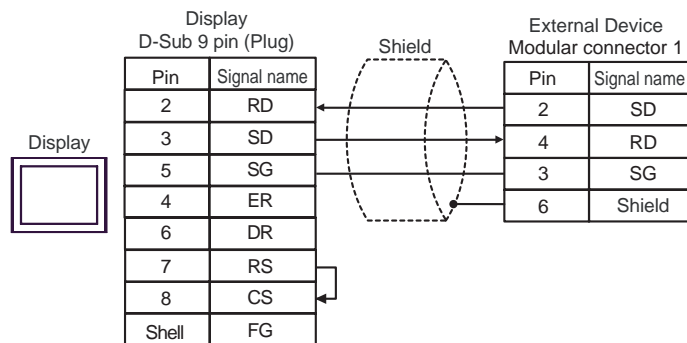 Display
D-Sub 9 pin (Plug)
Shield
External Device
Modular connector 1
Pin Signal name
2 RD
3 SD
5 SG
4 ER
6 DR
7 RS
8 CS
Shell FG
Display
Pin Signal name
2 SD
4 RD
3 SG
6 Shield